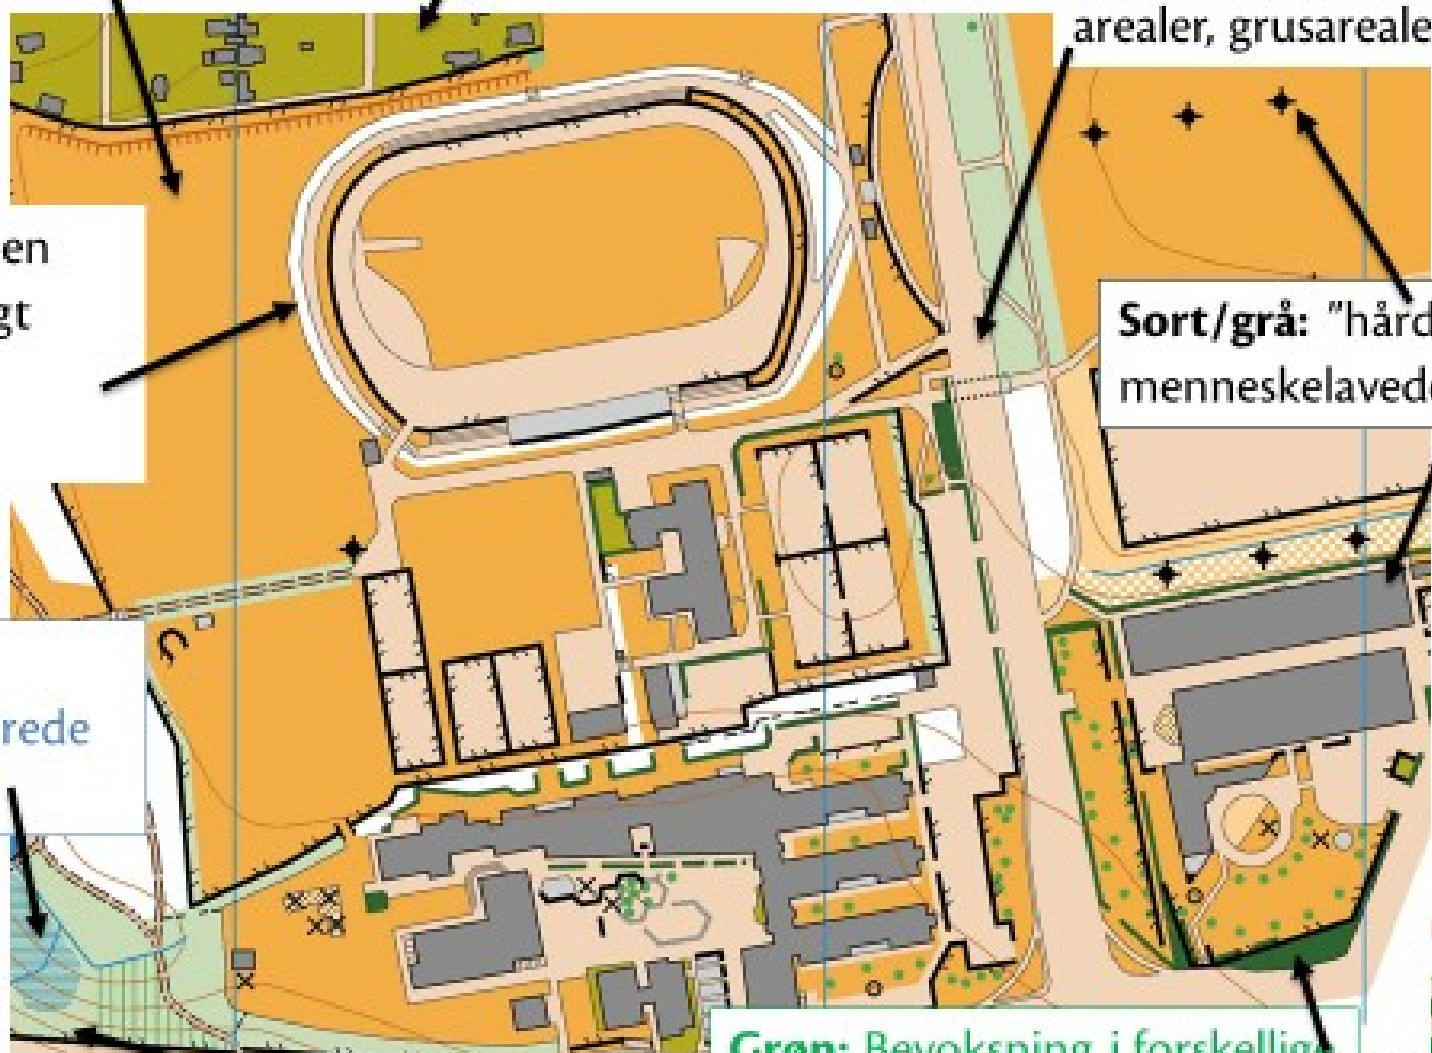 arealer, grusareale
en
gt
Sort/grå: "hård
menneskelavede
rede
Grøn: Bevoksning i forskellige